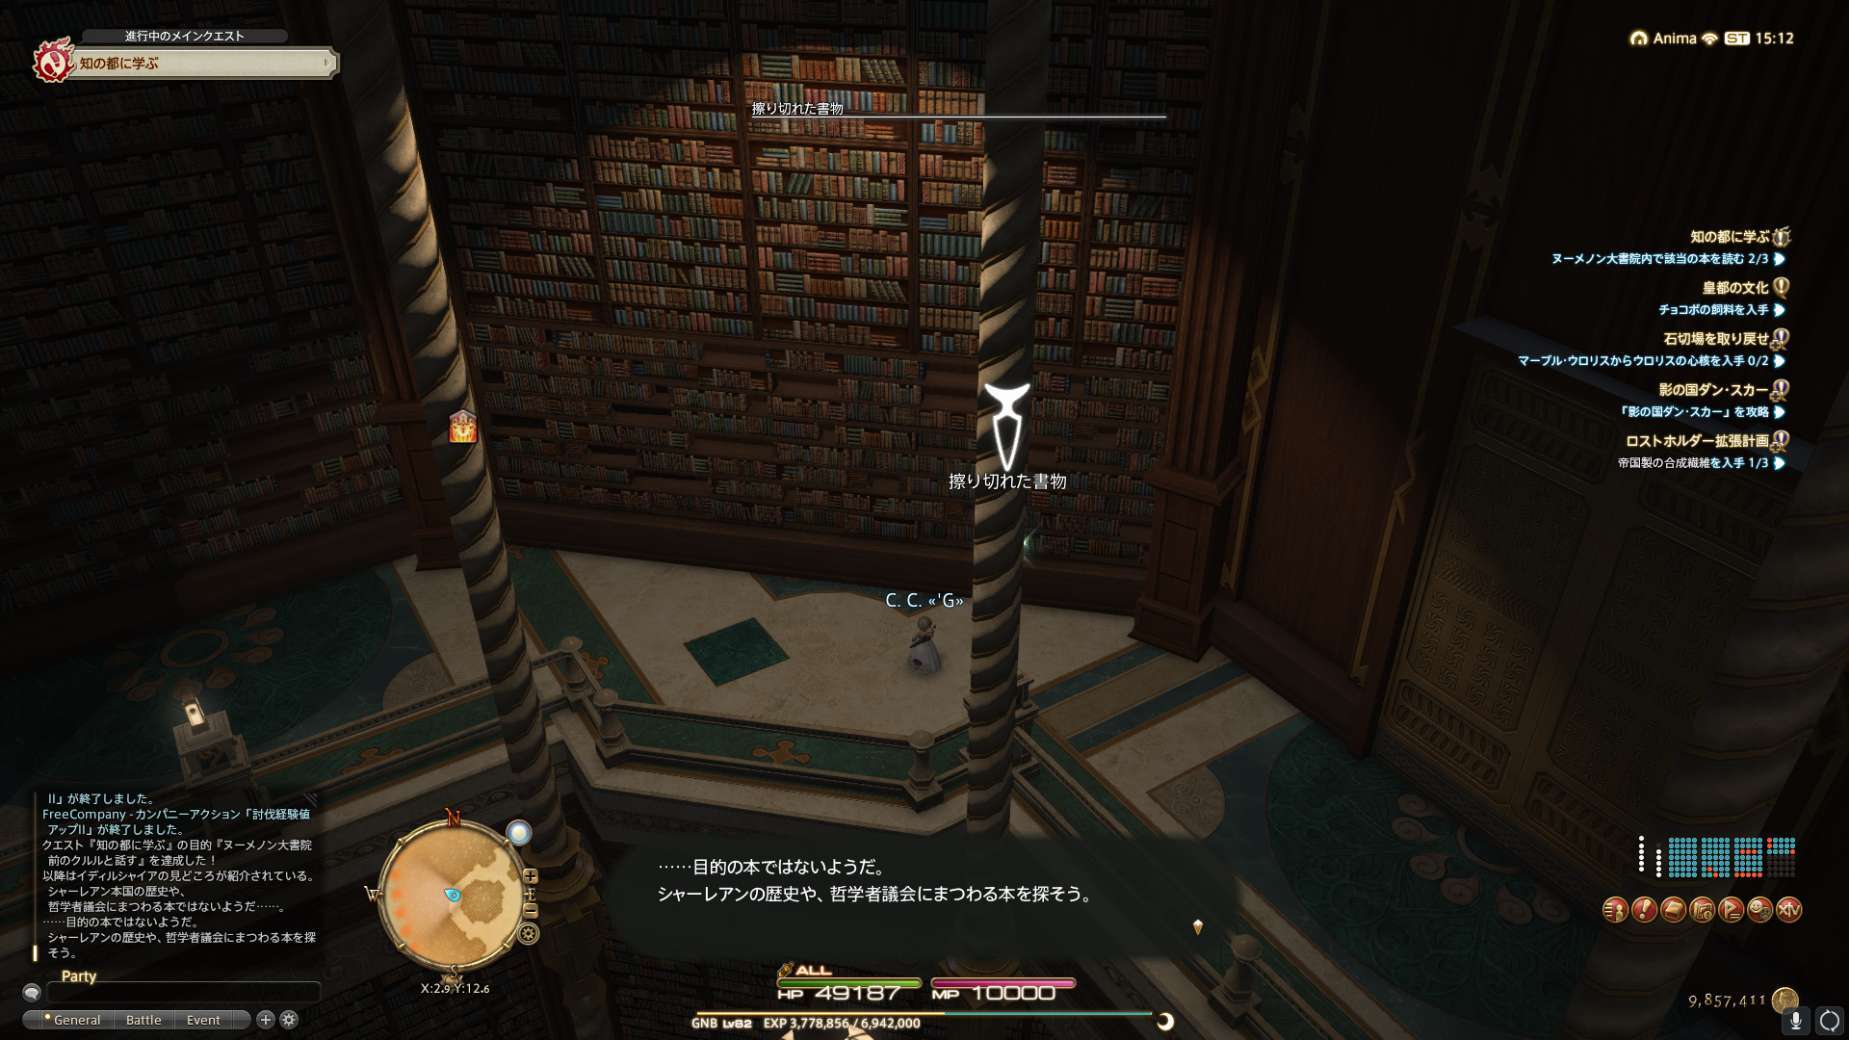 進行中のメインクエスト
知の都に学ぶ
Anima ST 15:12
擦り切れた書物
知の都に学ぶ
ヌーメノン大書院内で該当の本を読む 2/3
皇都の文化
チョコボの飼料を入手
石切場を取り戻せ
マーブル・ウロリスからウロリスの心核を入手 0/2
影の国ダン・スカー
「影の国ダン・スカー」を攻略
ロストホルダー拡張計画
帝国製の合成繊維を入手 1/3
擦り切れた書物
C. C. «'G»
II」が終了しました。
FreeCompany - カンパニーアクション「討伐経験値
アップII」が終了しました。
クエスト『知の都に学ぶ』の目的『ヌーメノン大書院
前のクルルと話す』を達成した！
以降はイディルシャイアの見どころが紹介されている。
シャーレアン本国の歴史や、
哲学者議会にまつわる本ではないようだ……。
……目的の本ではないようだ。
シャーレアンの歴史や、哲学者議会にまつわる本を探
そう。
Party
General Battle Event
N
W
E
S
X:2.9 Y:12.6
……目的の本ではないようだ。
シャーレアンの歴史や、哲学者議会にまつわる本を探そう。
ALL
HP 49187 MP 10000
GNB Lv82 EXP 3,778,856 / 6,942,000
XIV
9,857,411